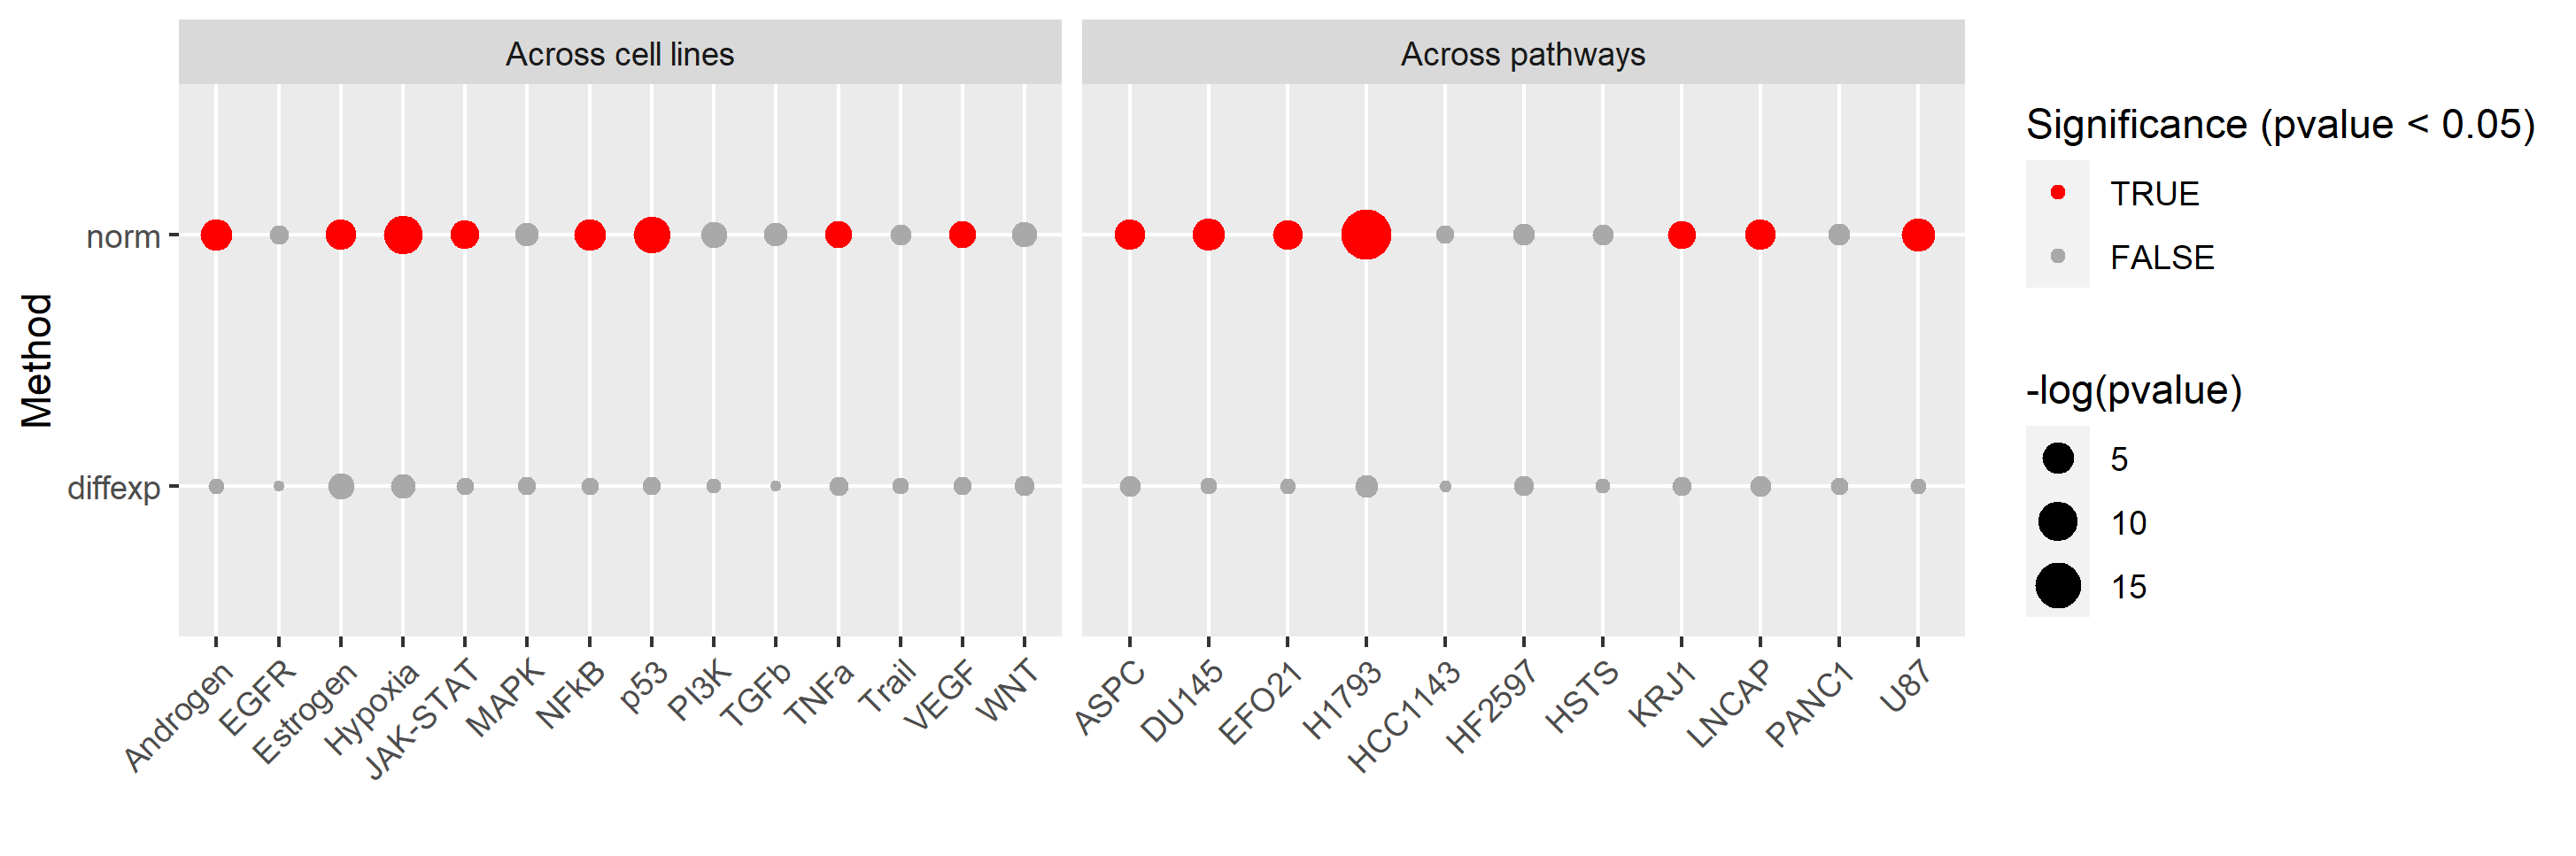 Across cell lines
Across pathways
Method
norm
diffexp
Androgen
EGFR
Estrogen
Hypoxia
JAK-STAT
MAPK
NFkB
p53
PI3K
TGFb
TNFa
Trail
VEGF
WNT
ASPC
DU145
EFO21
H1793
HCC1143
HF2597
HSTS
KRJ1
LNCAP
PANC1
U87
Significance (pvalue < 0.05)
TRUE
FALSE
-log(pvalue)
5
10
15